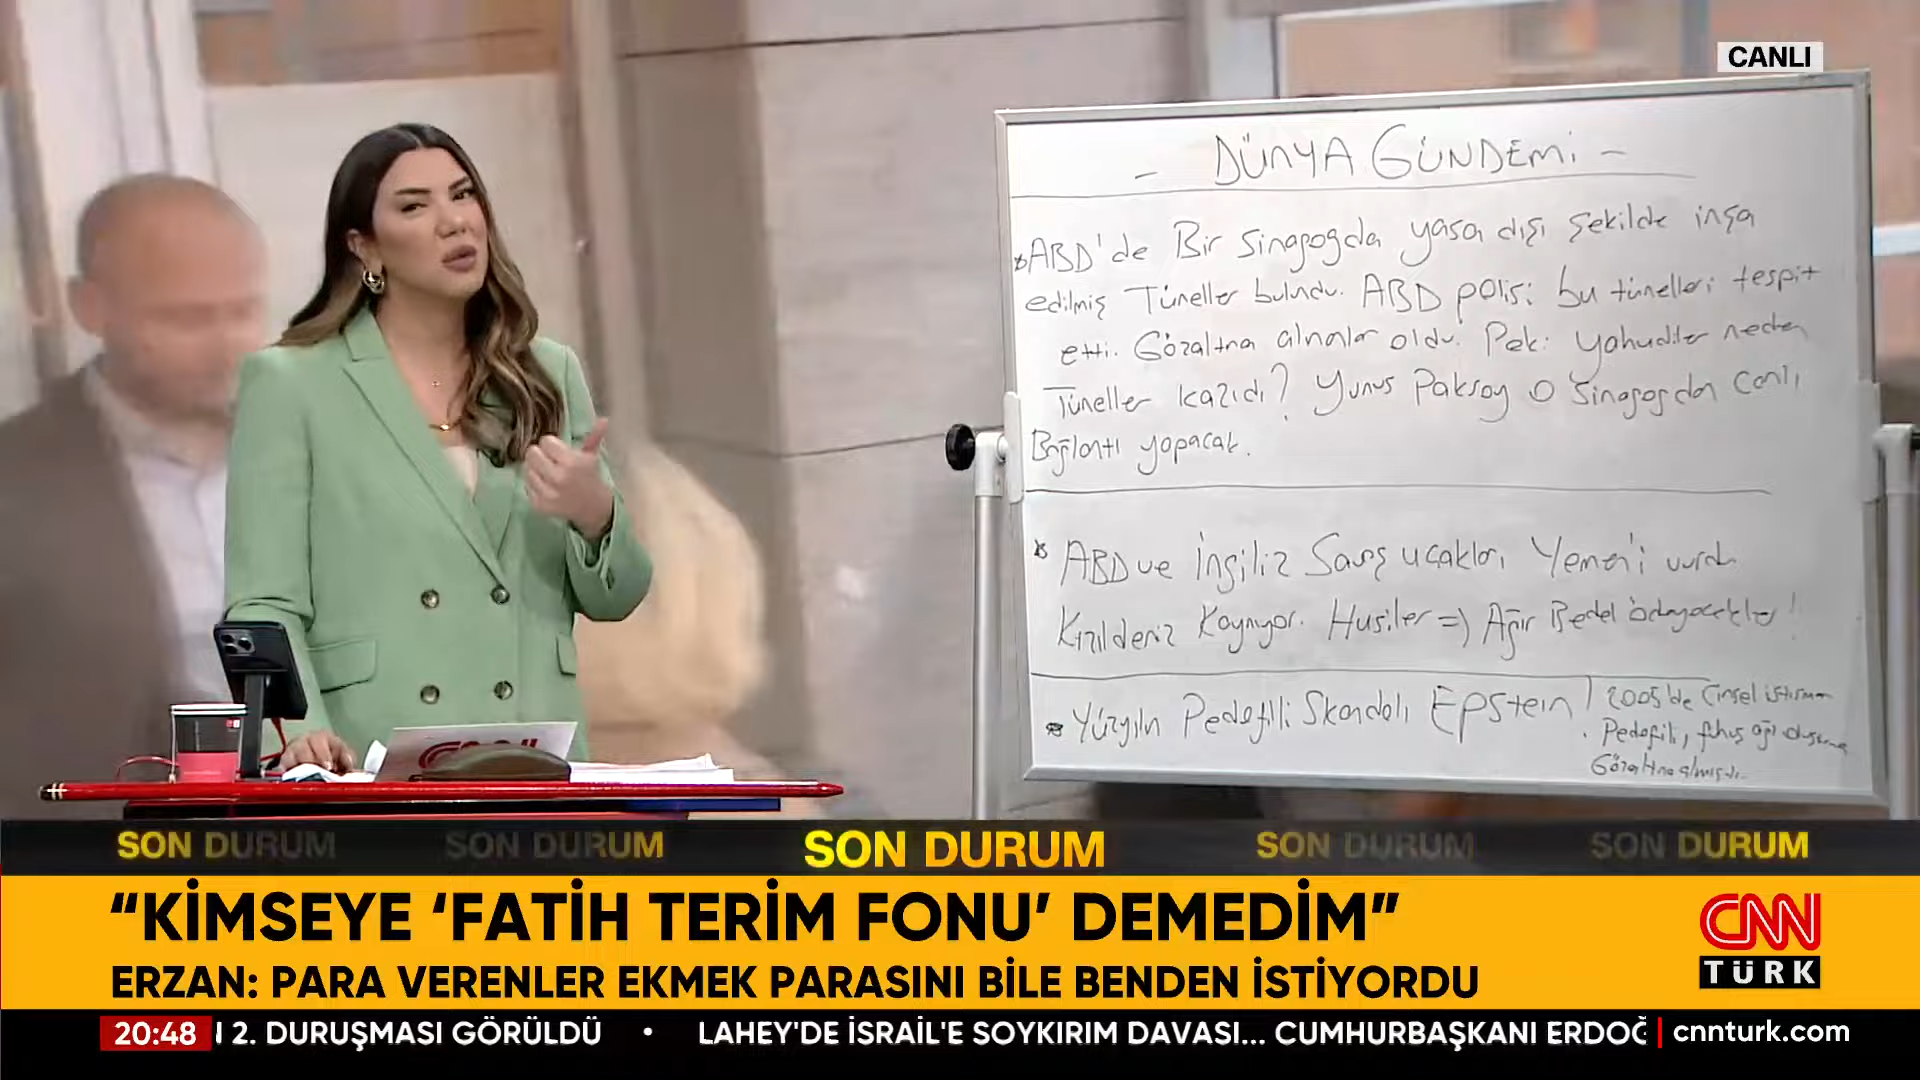 CANLI
- DÜNYA GÜNDEMİ -
* ABD'de Bir Sinagogda yasa dışı şekilde inşa
edilmiş Tüneller bulundu. ABD polisi bu tünelleri tespit
etti. Gözaltına alınanlar oldu. Peki Yahudiler neden
Tüneller kazıdı? Yunus Paksoy o Sinagogdan Canlı
Bağlantı yapacak.
* ABD ve İngiliz Savaş uçakları Yemen'i vurdu
Kızıldeniz Kaynıyor. Husiler => Ağır Bedel ödeyecekler!
* Yüzyılın Pedofili Skandalı Epstein
2005'de Cinsel istismar
Pedofili, fuhuş ağı
Gözaltına alınmıştı.
CNN
SON DURUM SON DURUM SON DURUM SON DURUM SON DURUM
“KİMSEYE ‘FATİH TERİM FONU’ DEMEDİM”
ERZAN: PARA VERENLER EKMEK PARASINI BİLE BENDEN İSTİYORDU
CNN
TÜRK
20:48 N 2. DURUŞMASI GÖRÜLDÜ • LAHEY'DE İSRAİL'E SOYKIRIM DAVASI... CUMHURBAŞKANI ERDOĞ | cnnturk.com